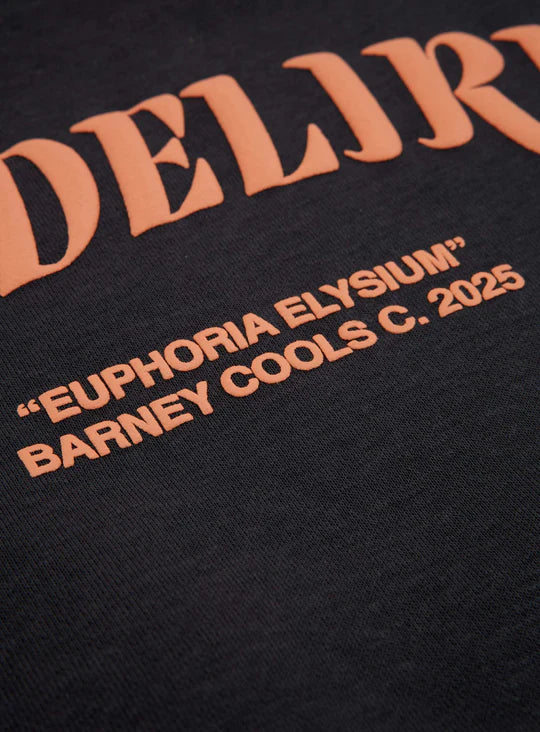 DELIR
“EUPHORIA ELYSIUM”
BARNEY COOLS C. 2025